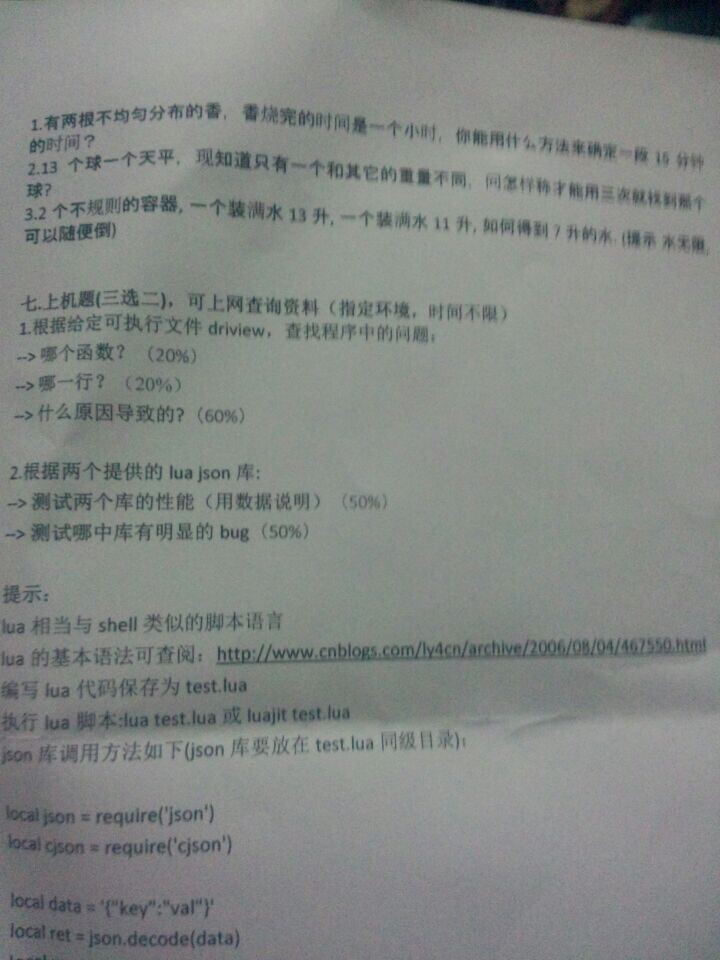 1.有两根不均匀分布的香，香烧完的时间是一个小时，你能用什么方法来确定一段 15 分钟
的时间？
2.13 个球一个天平，现知道只有一个和其它的重量不同，问怎样称才能用三次就找到那个
球?
3.2 个不规则的容器, 一个装满水 13 升, 一个装满水 11 升, 如何得到 7 升的水. (提示 水无限,
可以随便倒)
七.上机题(三选二)，可上网查询资料（指定环境，时间不限）
1.根据给定可执行文件 driview，查找程序中的问题:
--> 哪个函数？（20%）
--> 哪一行？（20%）
--> 什么原因导致的?（60%）
2.根据两个提供的 lua json 库:
--> 测试两个库的性能（用数据说明）（50%）
--> 测试哪中库有明显的 bug（50%）
提示:
lua 相当与 shell 类似的脚本语言
lua 的基本语法可查阅：http://www.cnblogs.com/ly4cn/archive/2006/08/04/467550.html
编写 lua 代码保存为 test.lua
执行 lua 脚本:lua test.lua 或 luajit test.lua
json 库调用方法如下(json 库要放在 test.lua 同级目录):
local json = require('json')
local cjson = require('cjson')
local data = '{"key":"val"}'
local ret = json.decode(data)